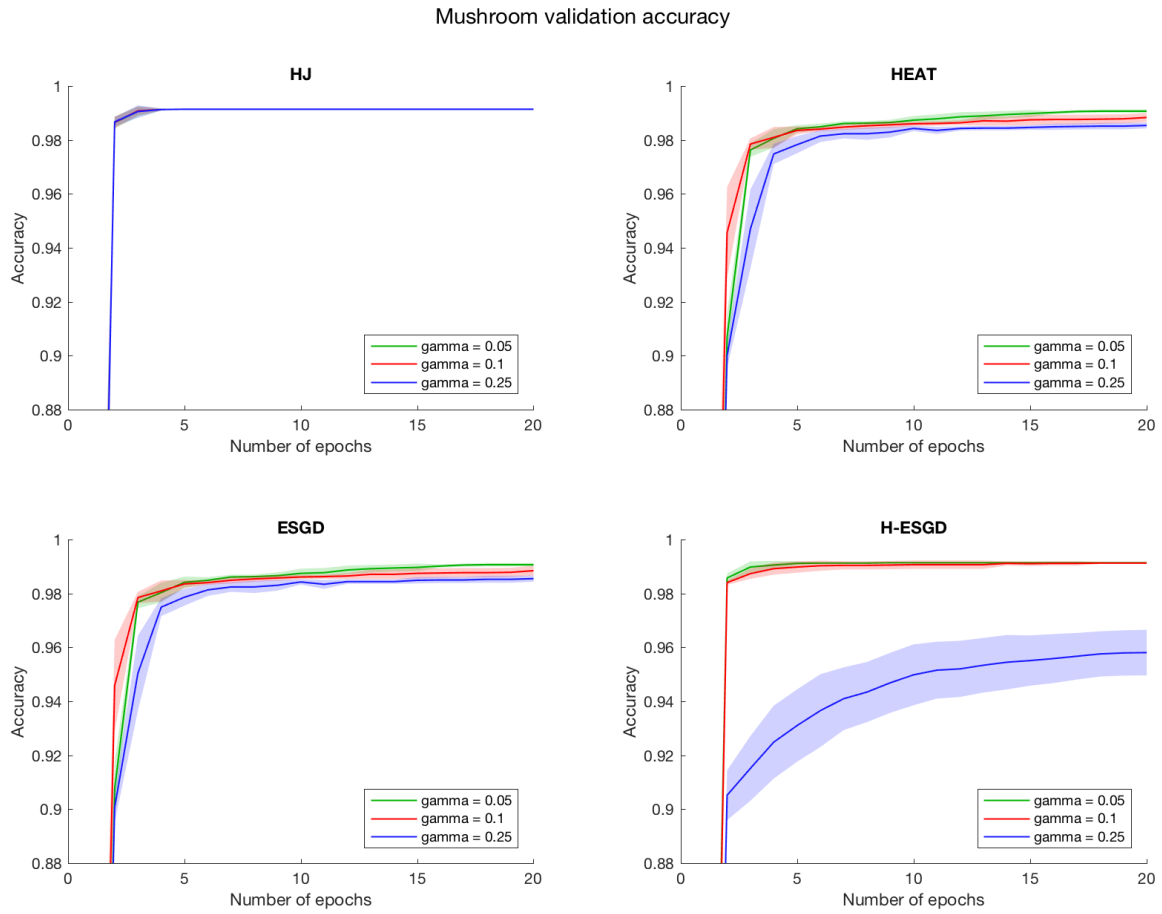 Mushroom validation accuracy
HJ
1
0.98
0.96
0.94
0.92
0.9
0.88
Accuracy
0
5
10
15
20
Number of epochs
gamma = 0.05
gamma = 0.1
gamma = 0.25
HEAT
1
0.98
0.96
0.94
0.92
0.9
0.88
Accuracy
0
5
10
15
20
Number of epochs
gamma = 0.05
gamma = 0.1
gamma = 0.25
ESGD
1
0.98
0.96
0.94
0.92
0.9
0.88
Accuracy
0
5
10
15
20
Number of epochs
gamma = 0.05
gamma = 0.1
gamma = 0.25
H-ESGD
1
0.98
0.96
0.94
0.92
0.9
0.88
Accuracy
0
5
10
15
20
Number of epochs
gamma = 0.05
gamma = 0.1
gamma = 0.25